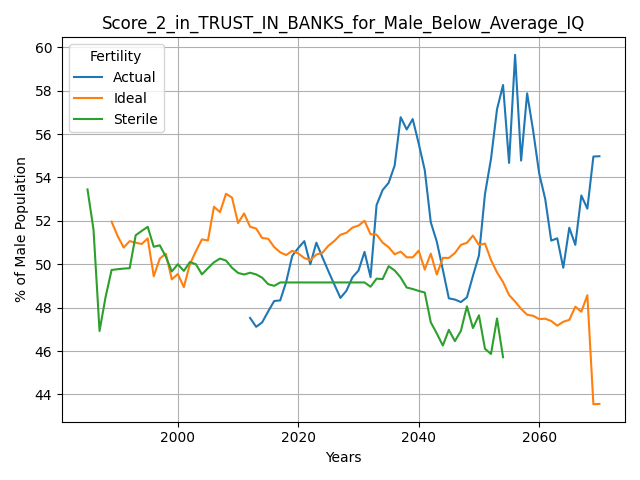 Score_2_in_TRUST_IN_BANKS_for_Male_Below_Average_IQ
Fertility
Actual
Ideal
Sterile
% of Male Population
60
58
56
54
52
50
48
46
44
2000 2020 2040 2060
Years